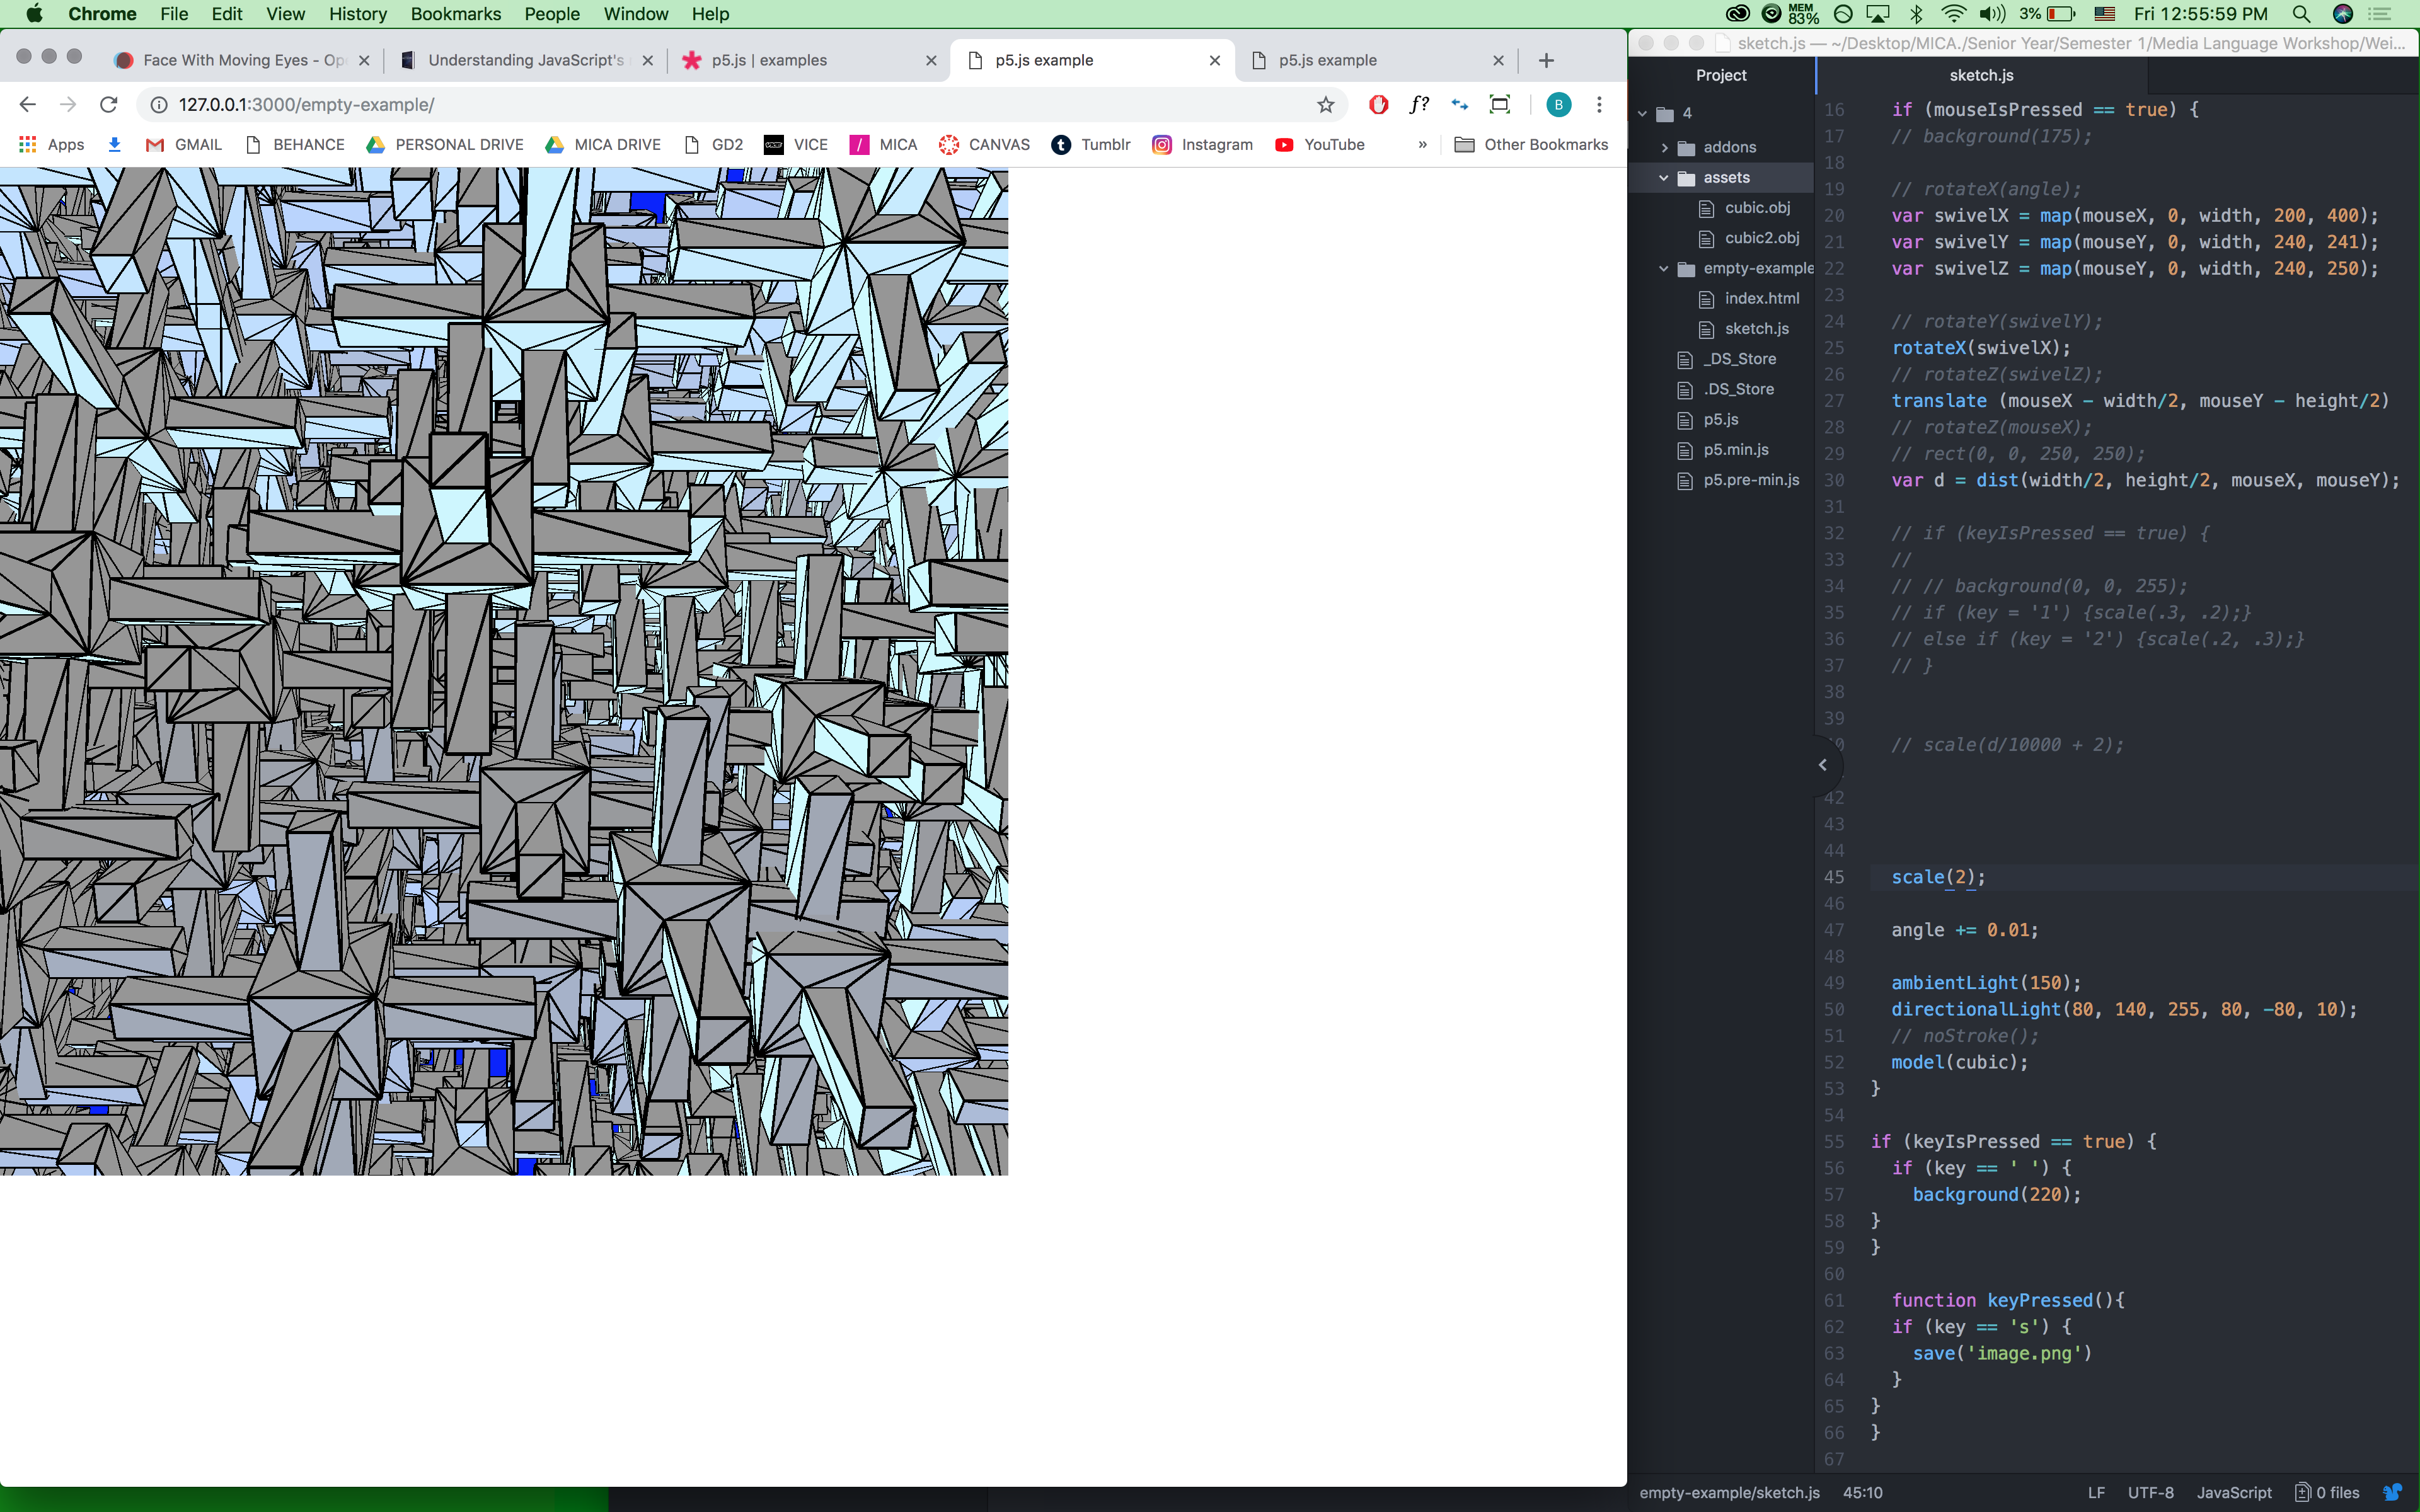 Chrome File Edit View History Bookmarks People Window Help MEM 83% 3% Fri 12:55:59 PM
Face With Moving Eyes - Op Understanding JavaScript's p5.js | examples p5.js example p5.js example
127.0.0.1:3000/empty-example/ f? B
Apps GMAIL BEHANCE PERSONAL DRIVE MICA DRIVE GD2 VICE MICA CANVAS Tumblr Instagram YouTube » Other Bookmarks
sketch.js — ~/Desktop/MICA./Senior Year/Semester 1/Media Language Workshop/Wei...
Project
4
addons
assets
cubic.obj
cubic2.obj
empty-example
index.html
sketch.js
_DS_Store
.DS_Store
p5.js
p5.min.js
p5.pre-min.js
sketch.js
16 if (mouseIsPressed == true) {
17 // background(175);
18
19 // rotateX(angle);
20 var swivelX = map(mouseX, 0, width, 200, 400);
21 var swivelY = map(mouseY, 0, width, 240, 241);
22 var swivelZ = map(mouseY, 0, width, 240, 250);
23
24 // rotateY(swivelY);
25 rotateX(swivelX);
26 // rotateZ(swivelZ);
27 translate (mouseX - width/2, mouseY - height/2)
28 // rotateZ(mouseX);
29 // rect(0, 0, 250, 250);
30 var d = dist(width/2, height/2, mouseX, mouseY);
31
32 // if (keyIsPressed == true) {
33 //
34 // // background(0, 0, 255);
35 // if (key = '1') {scale(.3, .2);}
36 // else if (key = '2') {scale(.2, .3);}
37 // }
38
39
// scale(d/10000 + 2);
42
43
44
45 scale(2);
46
47 angle += 0.01;
48
49 ambientLight(150);
50 directionalLight(80, 140, 255, 80, -80, 10);
51 // noStroke();
52 model(cubic);
53 }
54
55 if (keyIsPressed == true) {
56 if (key == ' ') {
57 background(220);
58 }
59 }
60
61 function keyPressed(){
62 if (key == 's') {
63 save('image.png')
64 }
65 }
66 }
67
empty-example/sketch.js 45:10 LF UTF-8 JavaScript 0 files